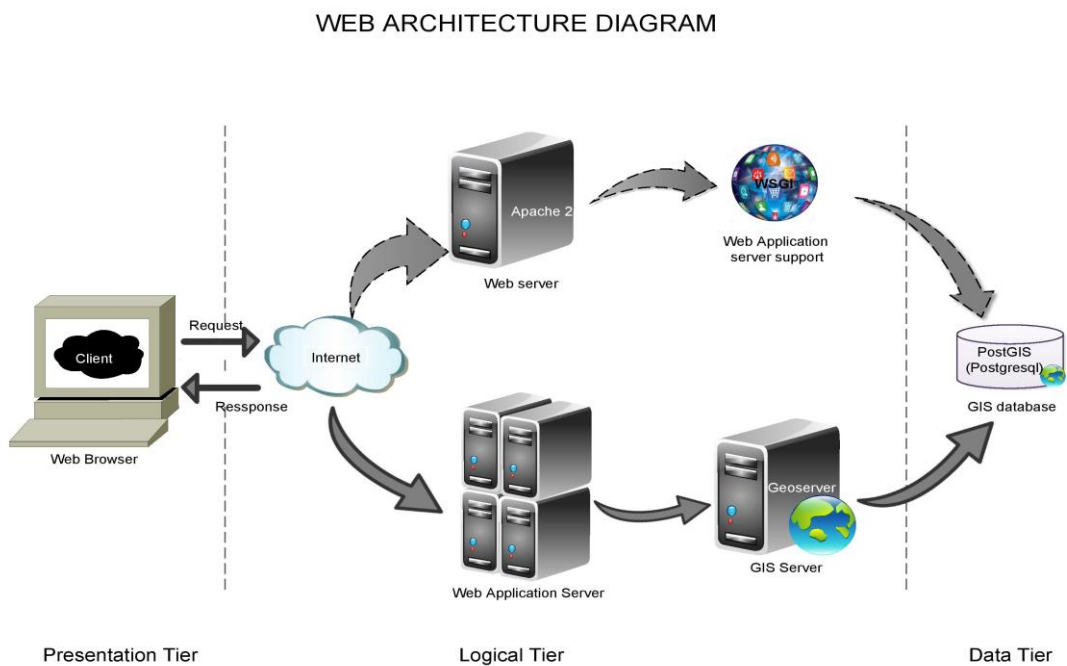 WEB ARCHITECTURE DIAGRAM
Apache 2
Web server
WSGI
Web Application
server support
Request
Client
Internet
Ressponse
Web Browser
PostGIS
(Postgresql)
GIS database
Geoserver
GIS Server
Web Application Server
Presentation Tier
Logical Tier
Data Tier